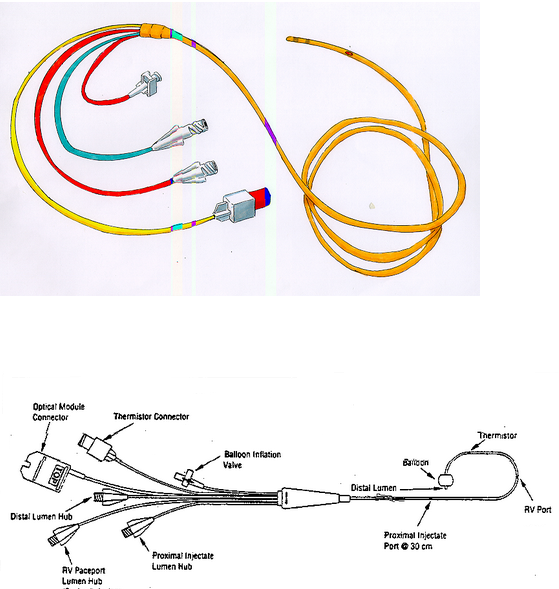 Optical Module
Connector
Thermistor Connector
Balloon Inflation
Valve
TOP
Distal Lumen Hub
Proximal Injectate
Lumen Hub
RV Paceport
Lumen Hub
Thermistor
Balloon
Distal Lumen
RV Port
Proximal Injectate
Port @ 30 cm